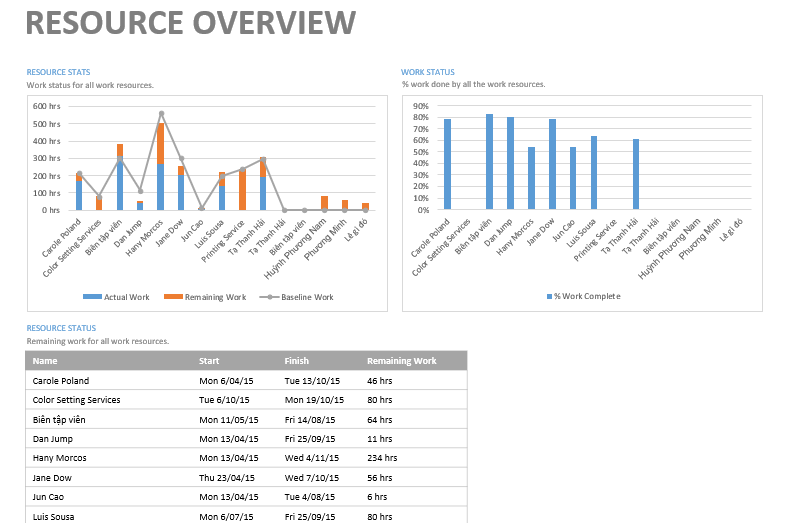 RESOURCE OVERVIEW
RESOURCE STATS
Work status for all work resources.
600 hrs
500 hrs
400 hrs
300 hrs
200 hrs
100 hrs
0 hrs
Carole Poland
Color Setting Services
Biên tập viên
Dan Jump
Hany Morcos
Jane Dow
Jun Cao
Luis Sousa
Printing Service
Tạ Thanh Hải
Tạ Thanh Hải
Biên tập viên
Huỳnh Phương Nam
Phương Minh
Lê gì đó
Actual Work Remaining Work Baseline Work
WORK STATUS
% work done by all the work resources.
90%
80%
70%
60%
50%
40%
30%
20%
10%
0%
Carole Poland
Color Setting Services
Biên tập viên
Dan Jump
Hany Morcos
Jane Dow
Jun Cao
Luis Sousa
Printing Service
Tạ Thanh Hải
Tạ Thanh Hải
Biên tập viên
Huỳnh Phương Nam
Phương Minh
Lê gì đó
% Work Complete
RESOURCE STATUS
Remaining work for all work resources.
Name Start Finish Remaining Work
Carole Poland Mon 6/04/15 Tue 13/10/15 46 hrs
Color Setting Services Tue 6/10/15 Mon 19/10/15 80 hrs
Biên tập viên Mon 11/05/15 Fri 14/08/15 64 hrs
Dan Jump Mon 13/04/15 Fri 25/09/15 11 hrs
Hany Morcos Mon 13/04/15 Wed 4/11/15 234 hrs
Jane Dow Thu 23/04/15 Wed 7/10/15 56 hrs
Jun Cao Mon 13/04/15 Tue 4/08/15 6 hrs
Luis Sousa Mon 6/07/15 Fri 25/09/15 80 hrs